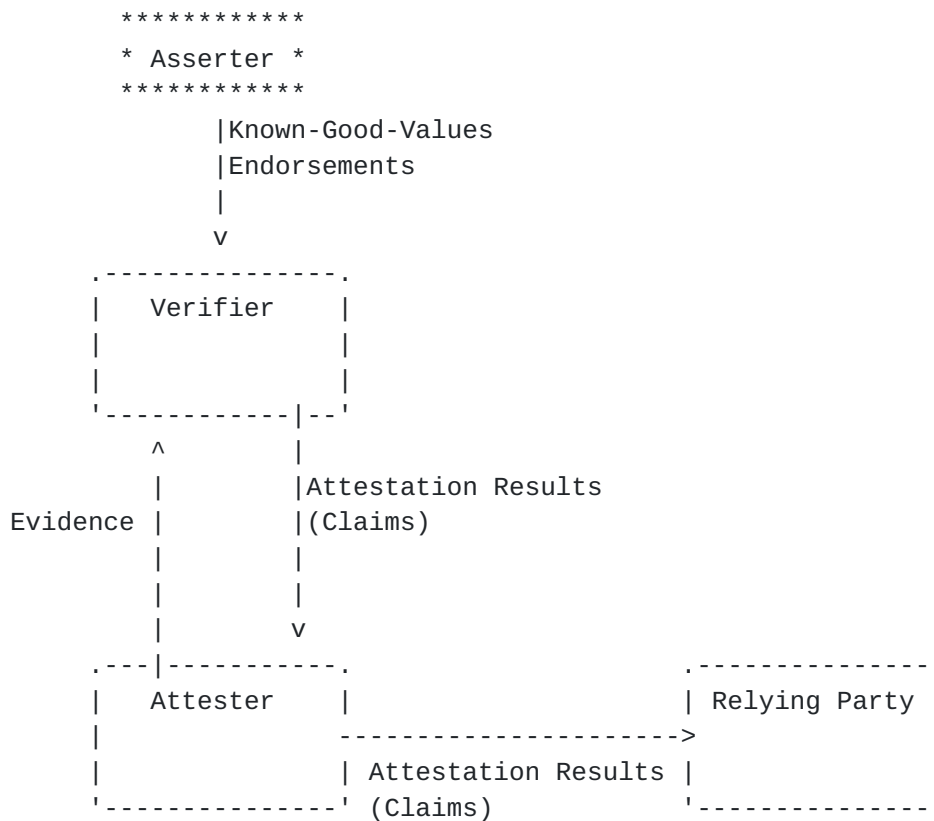 ************
* Asserter *
************
|Known-Good-Values
|Endorsements
|
v
.---------------.
|   Verifier    |
|               |
|               |
'------------|--'
^        |
|        |Attestation Results
Evidence |        |(Claims)
|        |
|        |
|        v
.---|-----------.                     .---------------
|   Attester    |                     | Relying Party
|               ---------------------->
|               | Attestation Results |
'---------------' (Claims)            '---------------